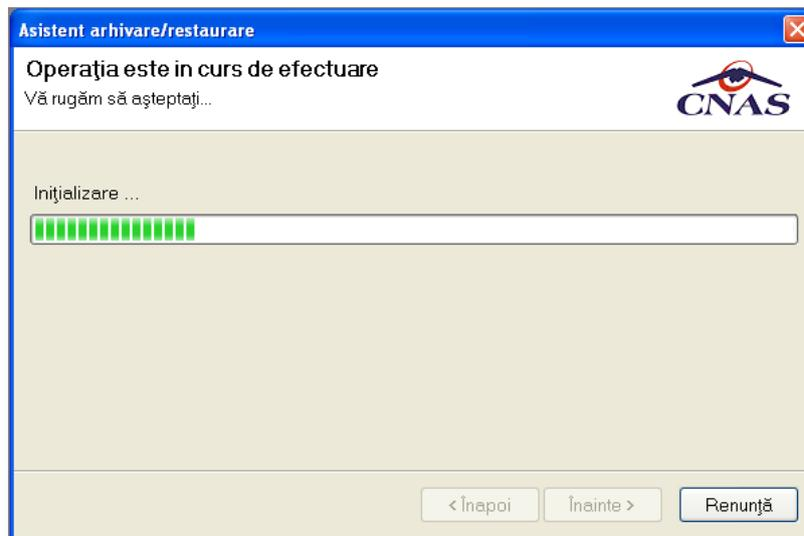 Asistent arhivare/restaurare
Operaţia este in curs de efectuare
Vă rugăm să aşteptaţi...
CNAS
Iniţializare ...
< Înapoi
Înainte >
Renunţă